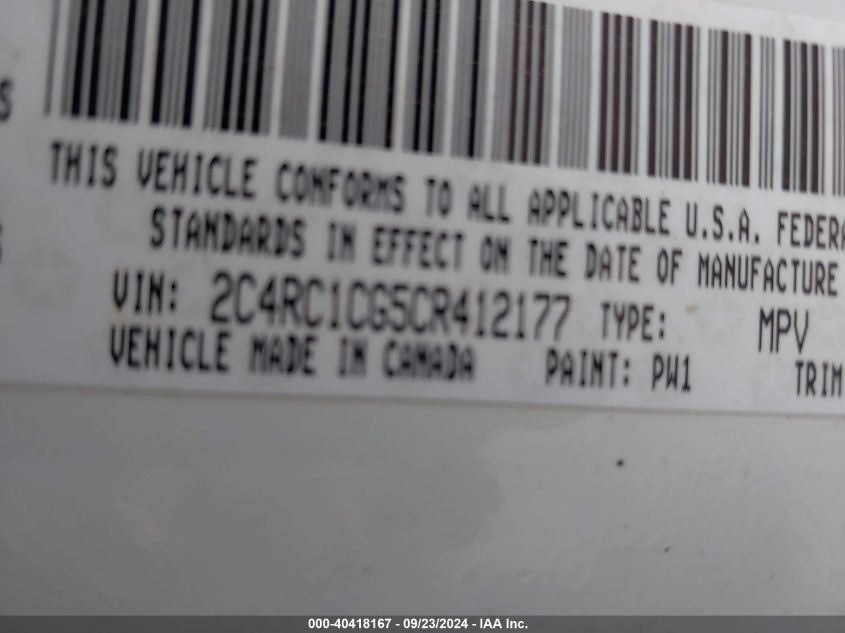 S
THIS VEHICLE CONFORMS TO ALL APPLICABLE U.S.A. FEDERA
STANDARDS IN EFFECT ON THE DATE OF MANUFACTURE
VIN: 2C4RC1CG5CR412177 TYPE: MPV
VEHICLE MADE IN CANADA PAINT: PW1 TRIM
000-40418167 - 09/23/2024 - IAA Inc.